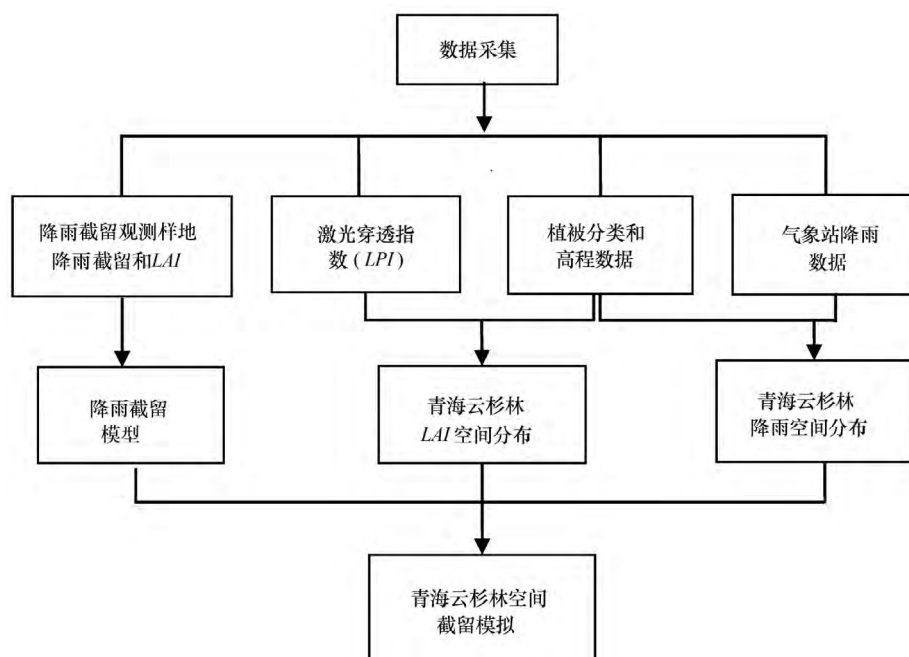 数据采集
降雨截留观测样地
降雨截留和LAI
激光穿透指
数(LPI)
植被分类和
高程数据
气象站降雨
数据
降雨截留
模型
青海云杉林
LAI空间分布
青海云杉林
降雨空间分布
青海云杉林空间
截留模拟